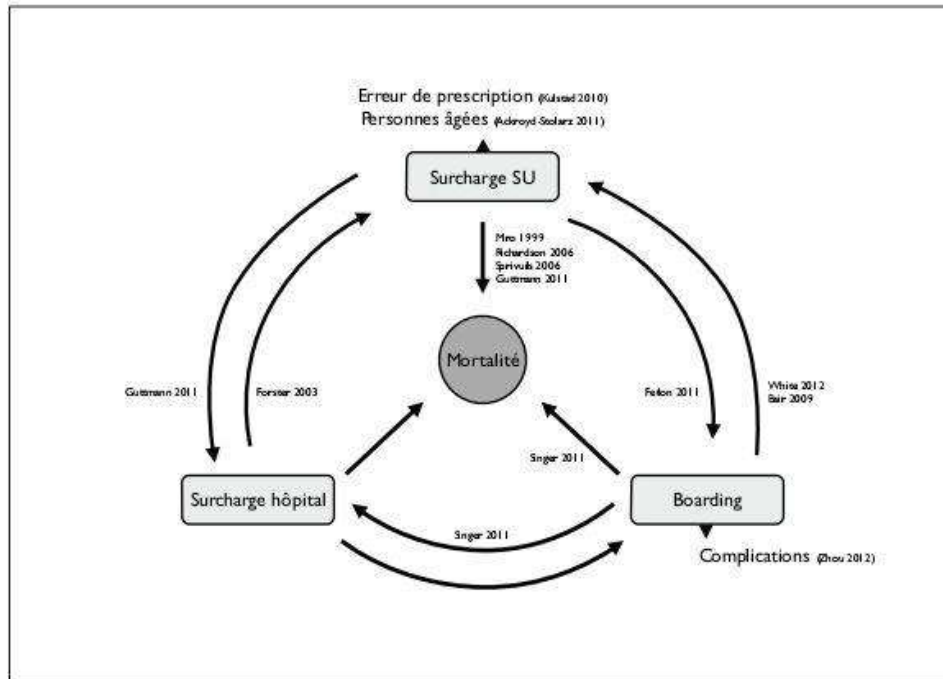 Erreur de prescription (Kulstad 2010)
Personnes âgées (Ackroyd-Stolarz 2011)
Surcharge SU
Miro 1999
Richardson 2006
Sprivulis 2006
Guttmann 2011
Mortalité
Guttmann 2011
Forster 2003
White 2012
Bair 2009
Singer 2011
Surcharge hôpital
Boarding
Singer 2011
Complications (Zhou 2012)